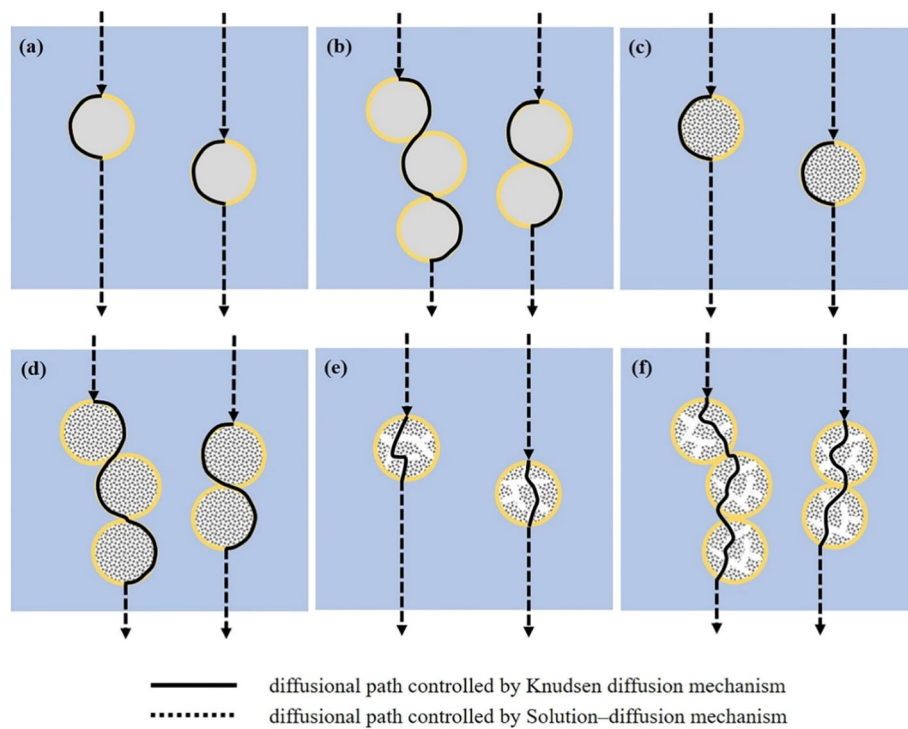 (a)
(b)
(c)
(d)
(e)
(f)
diffusional path controlled by Knudsen diffusion mechanism
diffusional path controlled by Solution–diffusion mechanism